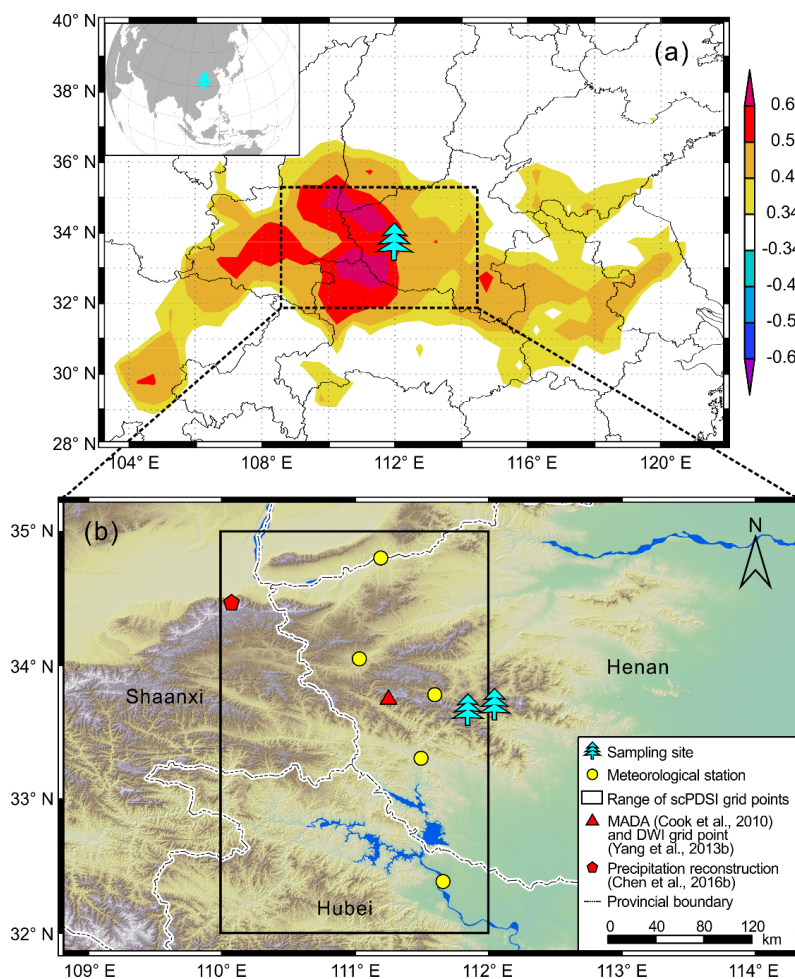 40° N
38° N
36° N
34° N
32° N
30° N
28° N
(a)
0.6
0.5
0.4
0.34
-0.34
-0.4
-0.5
-0.6
104° E
108° E
112° E
116° E
120° E
35°
34°
33°
32°
(b)
N
Shaanxi
Henan
Hubei
Sampling site
Meteorological station
Range of scPDSI grid points
MADA (Cook et al., 2010)
and DWI grid point
(Yang et al., 2013b)
Precipitation reconstruction
(Chen et al., 2016b)
Provincial boundary
0 20 40 80 120
km
109°
110°
111°
112°
113°
114°